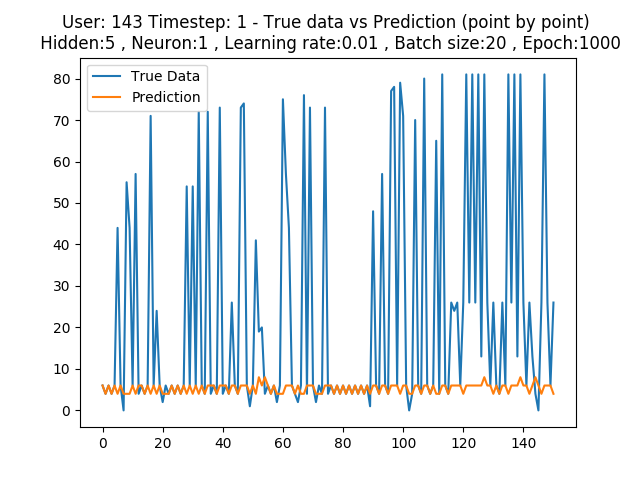 User: 143 Timestep: 1 - True data vs Prediction (point by point)
Hidden:5 , Neuron:1 , Learning rate:0.01 , Batch size:20 , Epoch:1000
True Data
Prediction
80
70
60
50
40
30
20
10
0
0 20 40 60 80 100 120 140